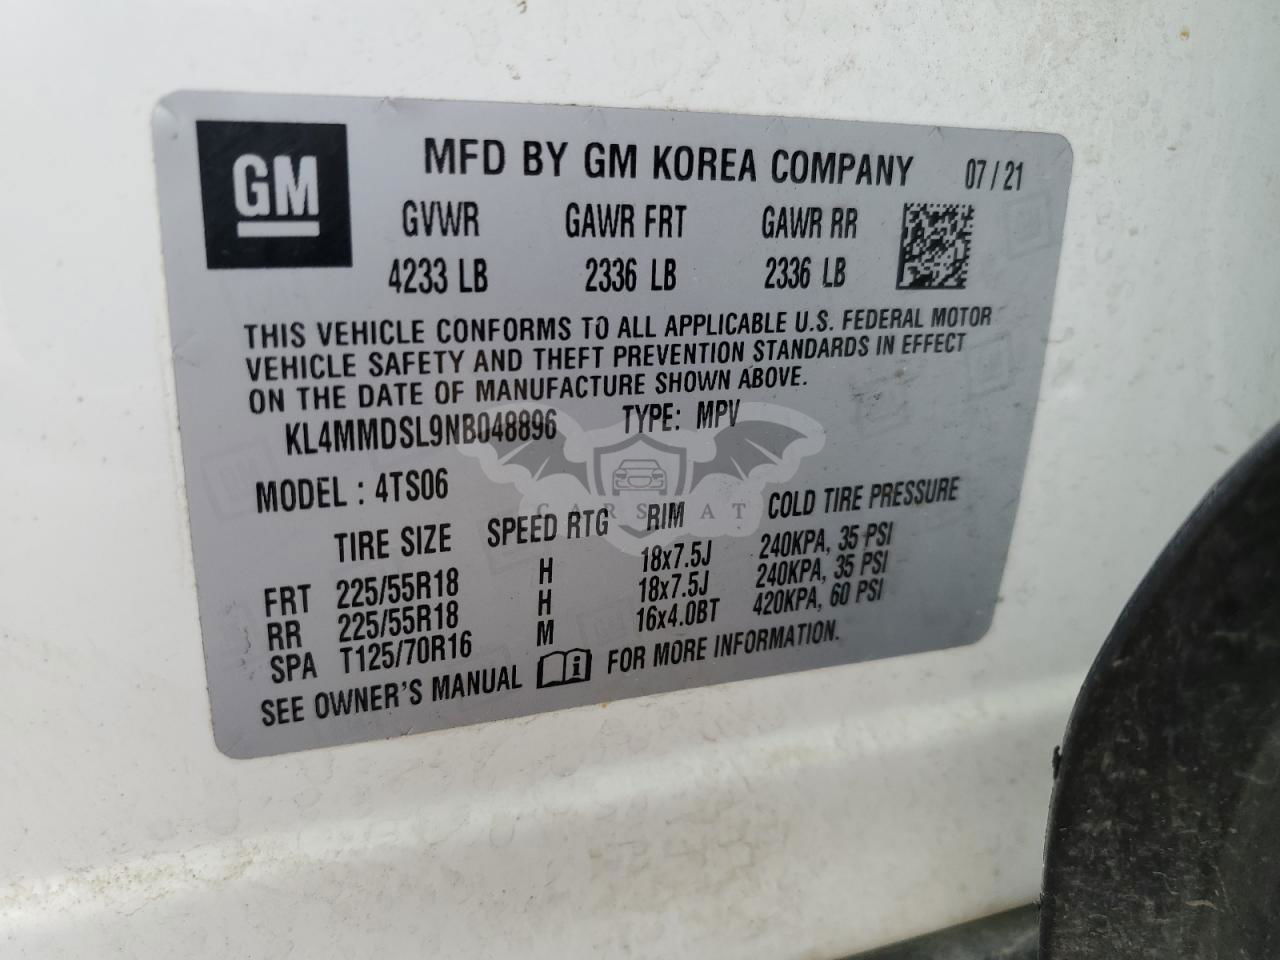 GM
MFD BY GM KOREA COMPANY 07/21
GVWR GAWR FRT GAWR RR
4233 LB 2336 LB 2336 LB
THIS VEHICLE CONFORMS TO ALL APPLICABLE U.S. FEDERAL MOTOR
VEHICLE SAFETY AND THEFT PREVENTION STANDARDS IN EFFECT
ON THE DATE OF MANUFACTURE SHOWN ABOVE.
KL4MMDSL9NB048896 TYPE: MPV
MODEL : 4TS06
CARSBAT
TIRE SIZE SPEED RTG RIM COLD TIRE PRESSURE
FRT 225/55R18 H 18x7.5J 240KPA, 35 PSI
RR 225/55R18 H 18x7.5J 240KPA, 35 PSI
SPA T125/70R16 M 16x4.0BT 420KPA, 60 PSI
SEE OWNER'S MANUAL FOR MORE INFORMATION.